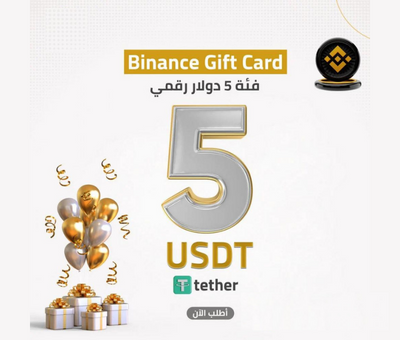 Binance Gift Card
فئة 5 دولار رقمي
5
USDT
tether
أطلب الآن